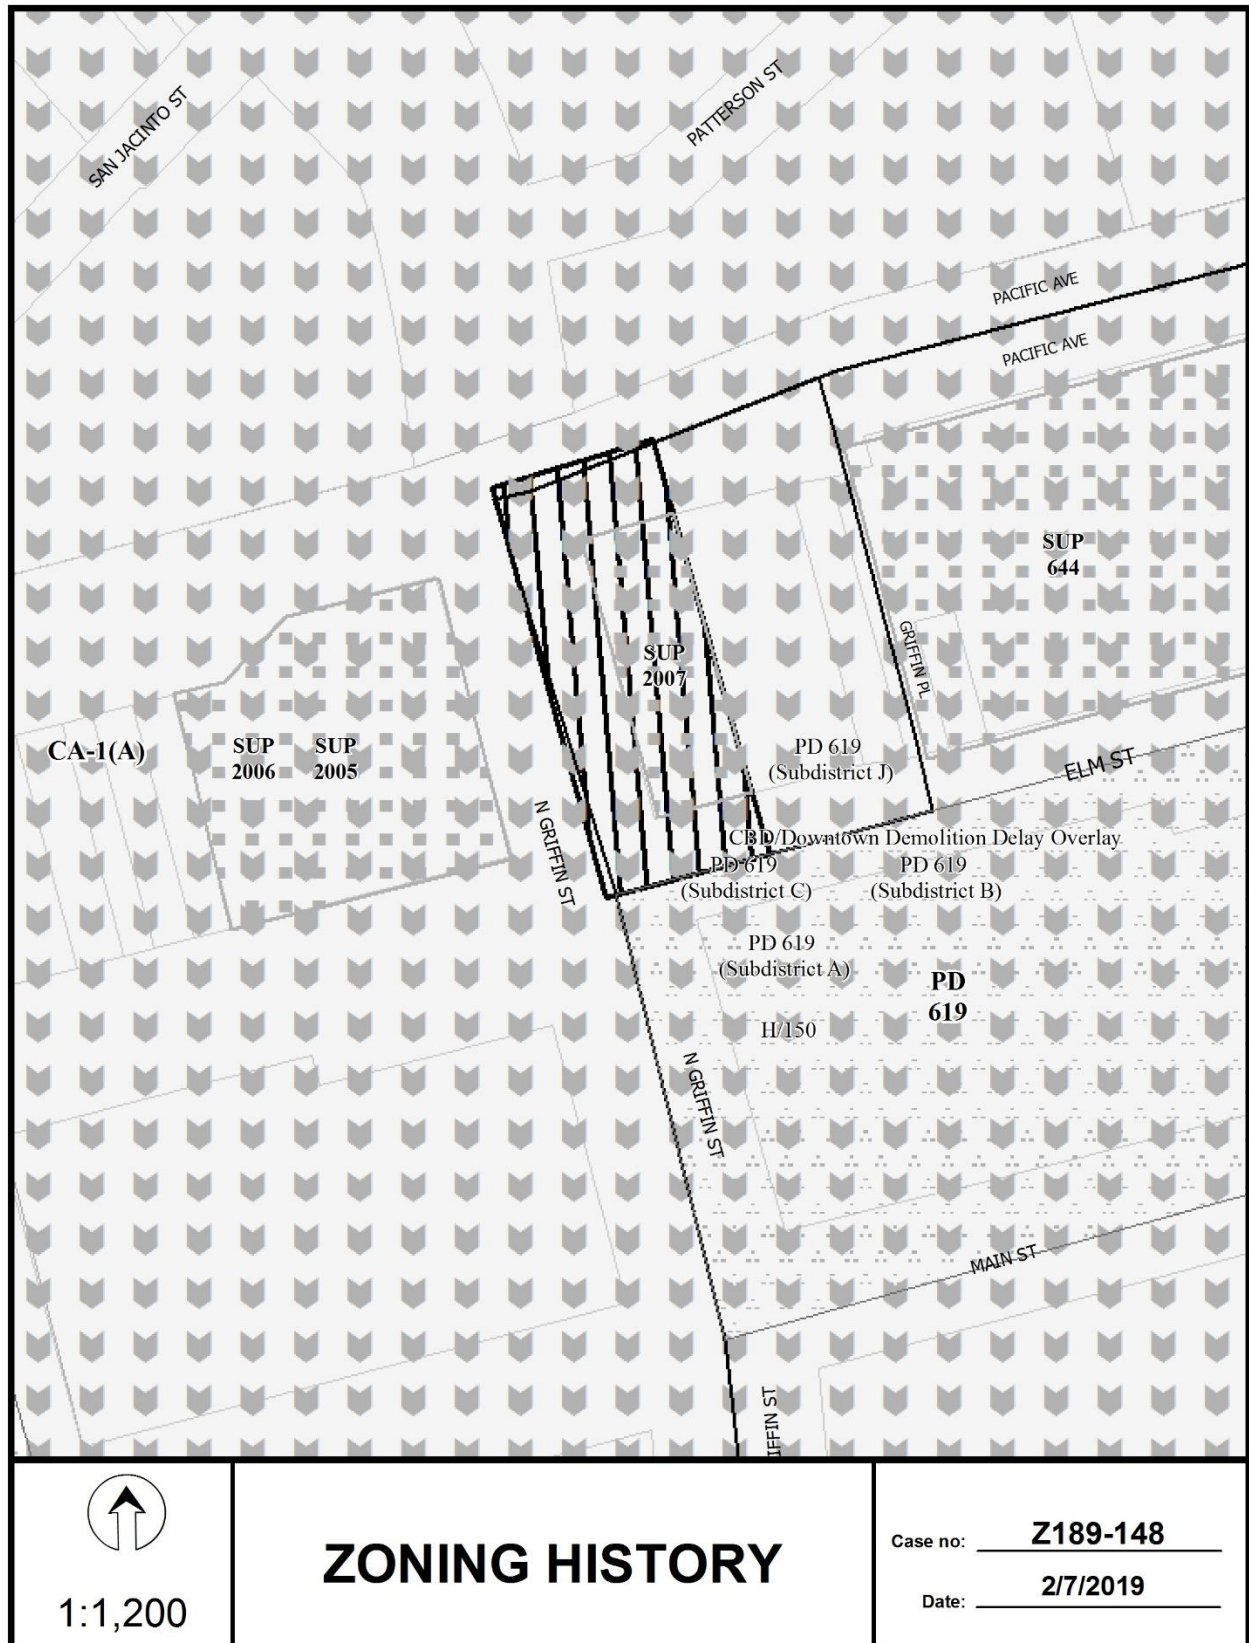 SAN JACINTO ST
PATTERSON ST
PACIFIC AVE
PACIFIC AVE
SUP
644
GRIFFIN PL
SUP
2007
CA-1(A)
SUP
2006
SUP
2005
PD 619
(Subdistrict J)
ELM ST
N GRIFFIN ST
CBD/Downtown Demolition Delay Overlay
PD 619
(Subdistrict C)
PD 619
(Subdistrict B)
PD 619
(Subdistrict A)
PD
619
H/150
N GRIFFIN ST
MAIN ST
IFFIN ST
1:1,200
ZONING HISTORY
Case no: Z189-148
Date: 2/7/2019